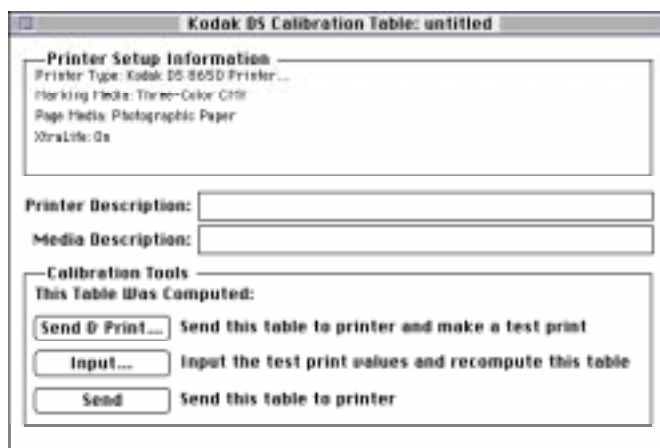 Kodak DS Calibration Table: untitled
Printer Setup Information
Printer Type: Kodak DS 8650 Printer...
Marking Media: Three-Color CMY
Page Media: Photographic Paper
XtraLife: On
Printer Description:
Media Description:
Calibration Tools
This Table Was Computed:
Send & Print... Send this table to printer and make a test print
Input... Input the test print values and recompute this table
Send Send this table to printer